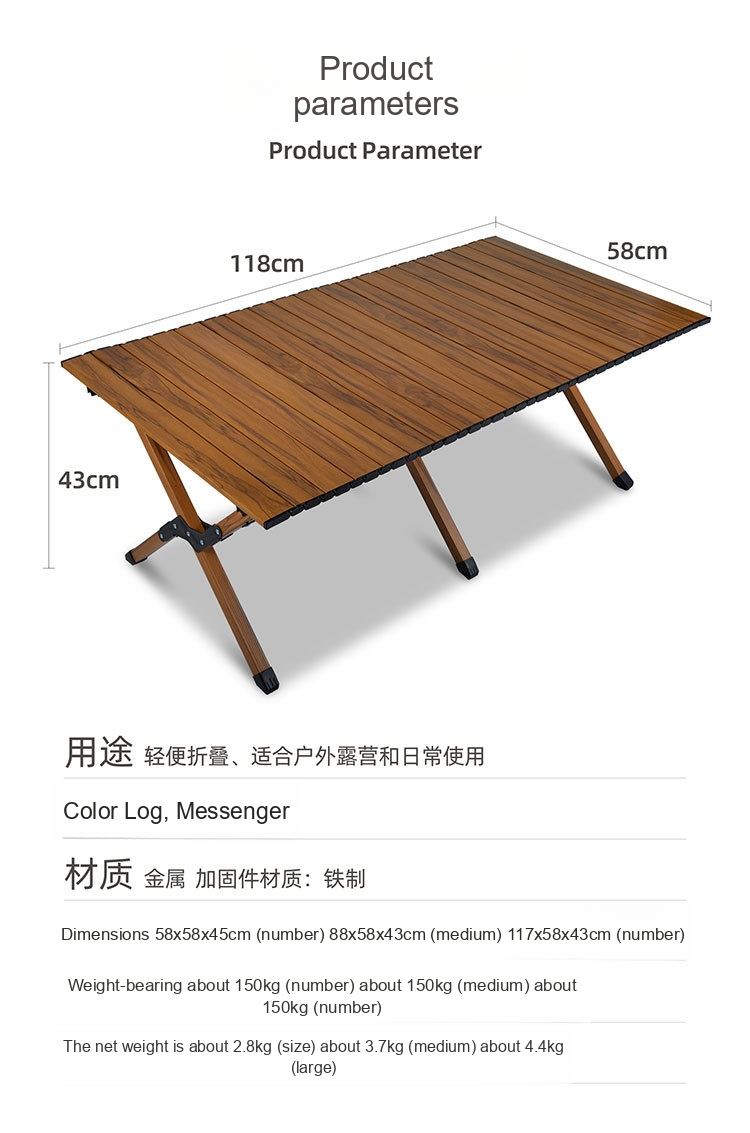 Product
parameters
Product Parameter
118cm
58cm
43cm
用途 轻便折叠、适合户外露营和日常使用
Color Log, Messenger
材质 金属 加固件材质：铁制
Dimensions 58x58x45cm (number) 88x58x43cm (medium) 117x58x43cm (number)
Weight-bearing about 150kg (number) about 150kg (medium) about
150kg (number)
The net weight is about 2.8kg (size) about 3.7kg (medium) about 4.4kg
(large)